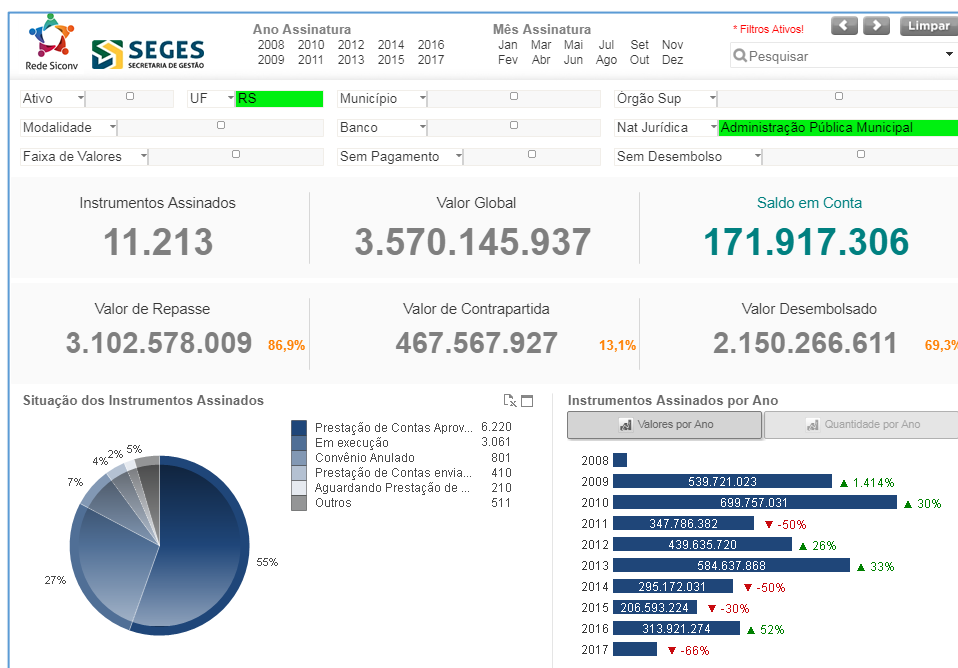 Rede Siconv
SEGES
SECRETARIA DE GESTÃO
Ano Assinatura
2008 2010 2012 2014 2016
2009 2011 2013 2015 2017
Mês Assinatura
Jan Mar Mai Jul Set Nov
Fev Abr Jun Ago Out Dez
* Filtros Ativos!
Limpar
Pesquisar
Ativo UF RS Município Órgão Sup
Modalidade Banco Nat Jurídica Administração Pública Municipal
Faixa de Valores Sem Pagamento Sem Desembolso
Instrumentos Assinados Valor Global Saldo em Conta
11.213 3.570.145.937 171.917.306
Valor de Repasse Valor de Contrapartida Valor Desembolsado
3.102.578.009 86,9% 467.567.927 13,1% 2.150.266.611 69,3%
Situação dos Instrumentos Assinados
Prestação de Contas Aprov... 6.220
Em execução 3.061
Convênio Anulado 801
Prestação de Contas envia... 410
Aguardando Prestação de ... 210
Outros 511
5%
2%
4%
7%
27%
55%
Instrumentos Assinados por Ano
Valores por Ano Quantidade por Ano
2008
2009 539.721.023 ▲ 1.414%
2010 699.757.031 ▲ 30%
2011 347.786.382 ▼ -50%
2012 439.635.720 ▲ 26%
2013 584.637.868 ▲ 33%
2014 295.172.031 ▼ -50%
2015 206.593.224 ▼ -30%
2016 313.921.274 ▲ 52%
2017 ▼ -66%